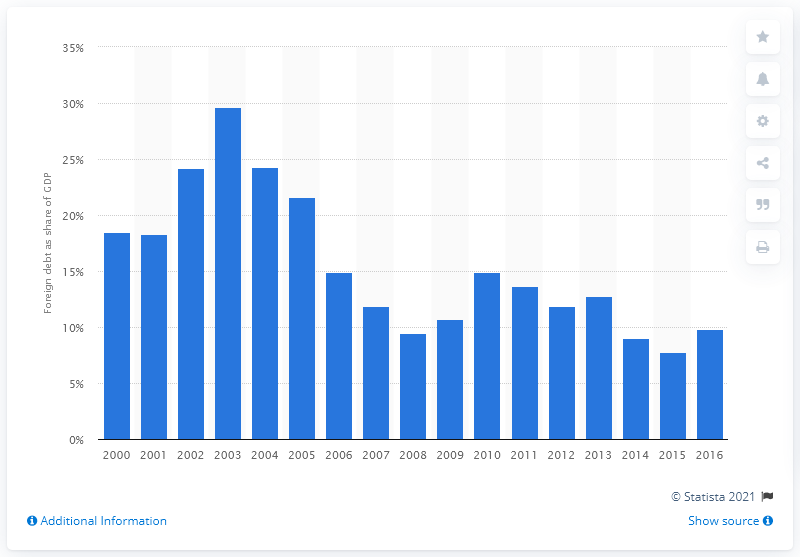 35%
30%
25%
20%
15%
10%
5%
0%
Foreign debt as share of GDP
2000 2001 2002 2003 2004 2005 2006 2007 2008 2009 2010 2011 2012 2013 2014 2015 2016
© Statista 2021
Additional Information
Show source